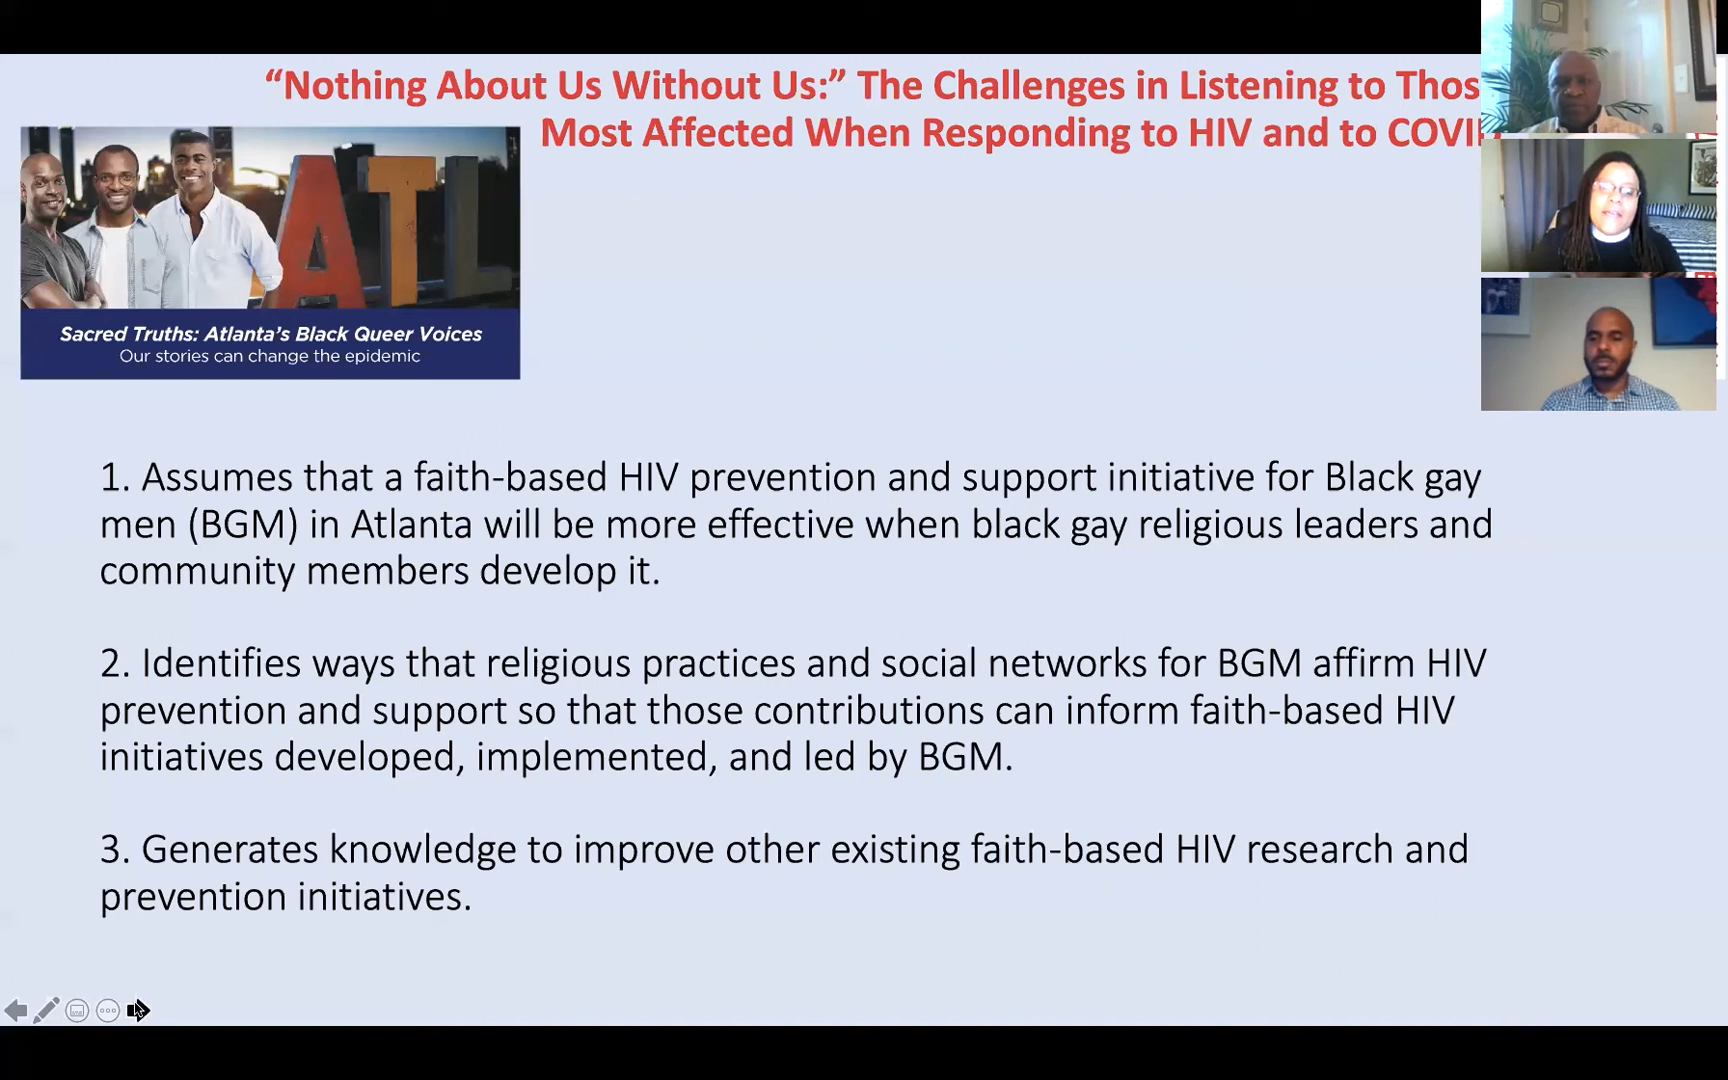 “Nothing About Us Without Us:” The Challenges in Listening to
Most Affected When Responding to HIV and to
ATL
Sacred Truths: Atlanta’s Black Queer Voices
Our stories can change the epidemic
1. Assumes that a faith-based HIV prevention and support initiative for Black gay
men (BGM) in Atlanta will be more effective when black gay religious leaders and
community members develop it.
2. Identifies ways that religious practices and social networks for BGM affirm HIV
prevention and support so that those contributions can inform faith-based HIV
initiatives developed, implemented, and led by BGM.
3. Generates knowledge to improve other existing faith-based HIV research and
prevention initiatives.